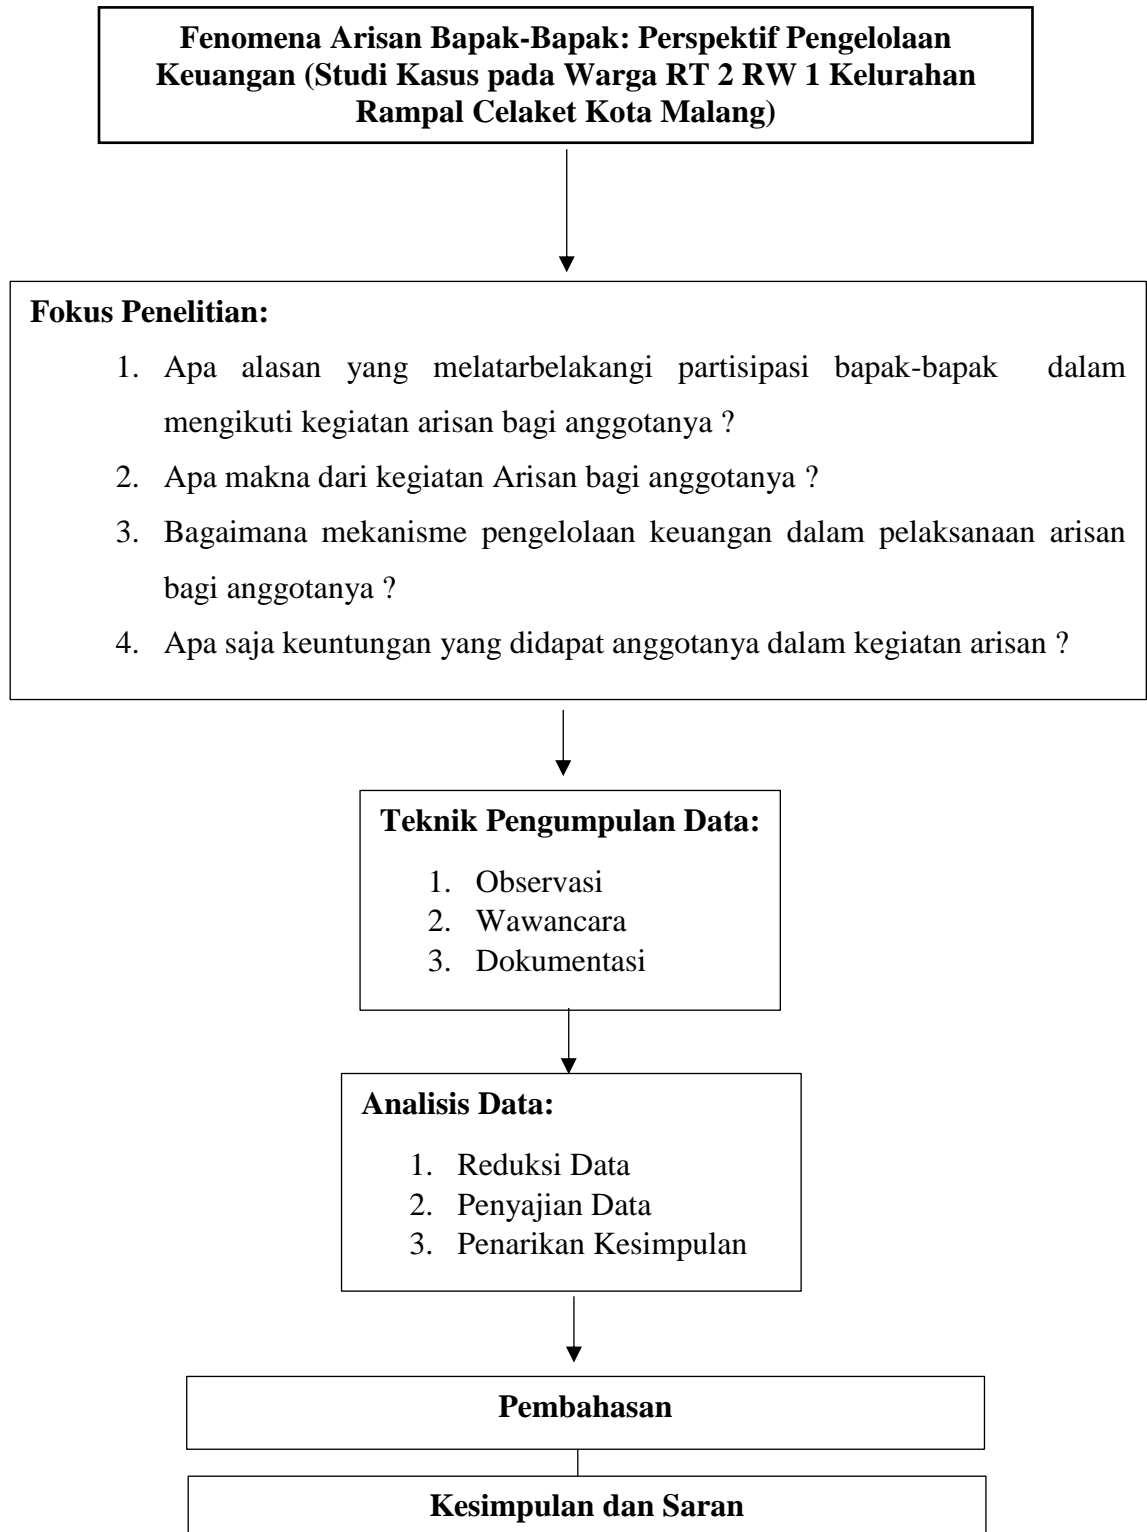 Fenomena Arisan Bapak-Bapak: Perspektif Pengelolaan
Keuangan (Studi Kasus pada Warga RT 2 RW 1 Kelurahan
Rampal Celaket Kota Malang)
Fokus Penelitian:
1. Apa alasan yang melatarbelakangi partisipasi bapak-bapak dalam
mengikuti kegiatan arisan bagi anggotanya ?
2. Apa makna dari kegiatan Arisan bagi anggotanya ?
3. Bagaimana mekanisme pengelolaan keuangan dalam pelaksanaan arisan
bagi anggotanya ?
4. Apa saja keuntungan yang didapat anggotanya dalam kegiatan arisan ?
Teknik Pengumpulan Data:
1. Observasi
2. Wawancara
3. Dokumentasi
Analisis Data:
1. Reduksi Data
2. Penyajian Data
3. Penarikan Kesimpulan
Pembahasan
Kesimpulan dan Saran